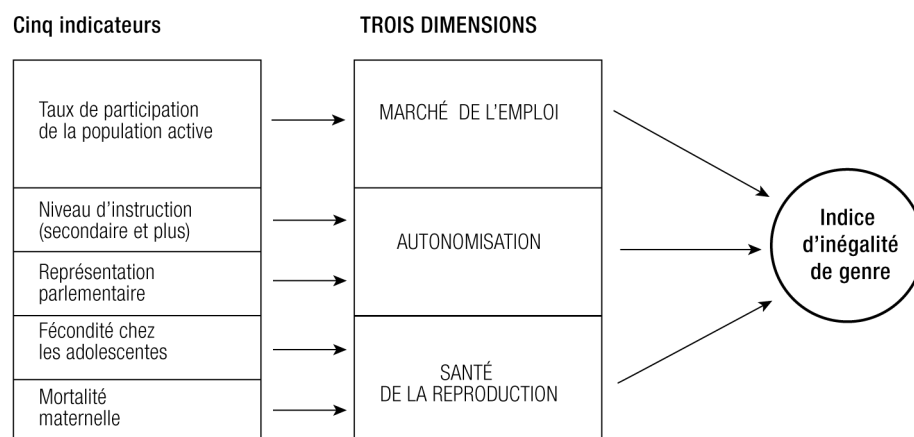 Cinq indicateurs
TROIS DIMENSIONS
Taux de participation
de la population active
MARCHÉ DE L'EMPLOI
Niveau d'instruction
(secondaire et plus)
AUTONOMISATION
Représentation
parlementaire
Fécondité chez
les adolescentes
SANTÉ
DE LA REPRODUCTION
Mortalité
maternelle
Indice
d'inégalité
de genre